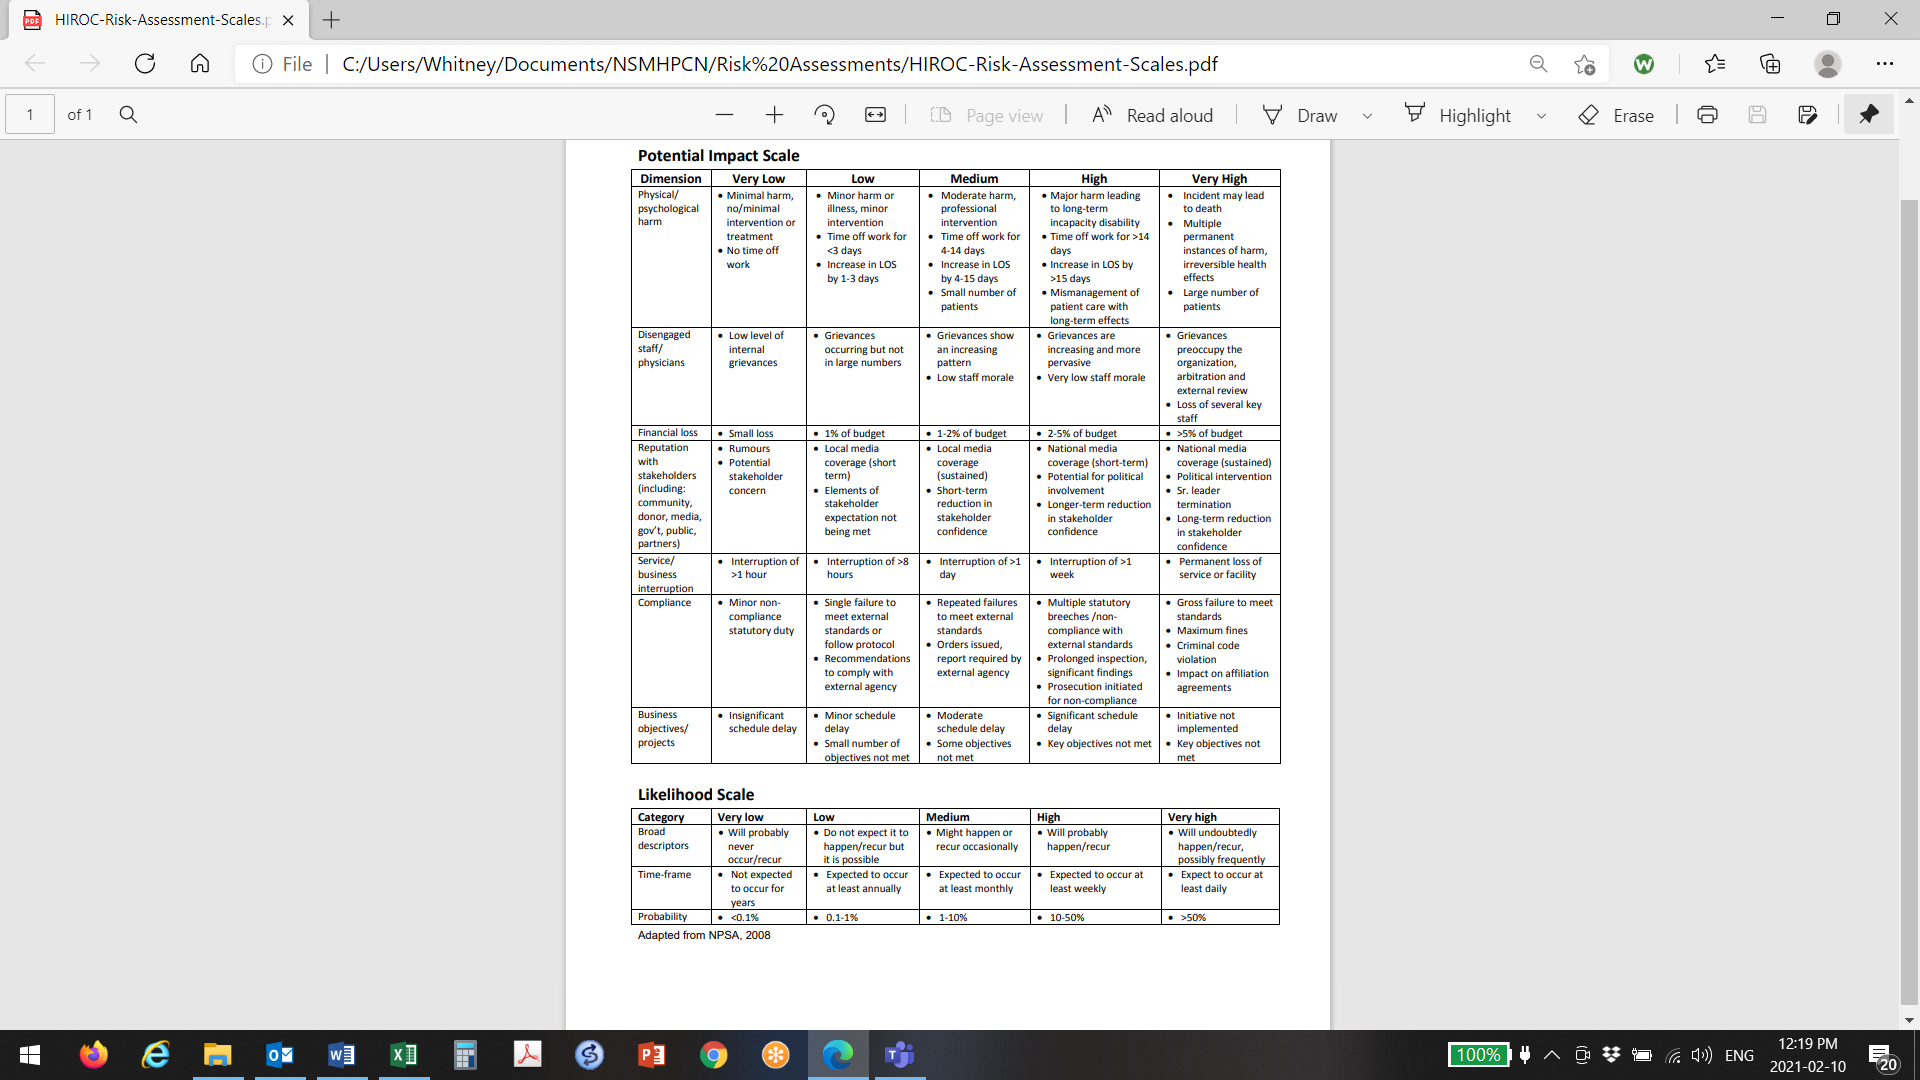 HIROC-Risk-Assessment-Scales.p
File
C:/Users/Whitney/Documents/NSMHPCN/Risk%20Assessments/HIROC-Risk-Assessment-Scales.pdf
1 of 1
Page view
Read aloud
Draw
Highlight
Erase
Potential Impact Scale
Dimension Very Low Low Medium High Very High
Physical/
psychological
harm
• Minimal harm,
no/minimal
intervention or
treatment
• No time off
work
• Minor harm or
illness, minor
intervention
• Time off work for
<3 days
• Increase in LOS
by 1-3 days
• Moderate harm,
professional
intervention
• Time off work for
4-14 days
• Increase in LOS
by 4-15 days
• Small number of
patients
• Major harm leading
to long-term
incapacity disability
• Time off work for >14
days
• Increase in LOS by
>15 days
• Mismanagement of
patient care with
long-term effects
• Incident may lead
to death
• Multiple
permanent
instances of harm,
irreversible health
effects
• Large number of
patients
Disengaged
staff/
physicians
• Low level of
internal
grievances
• Grievances
occurring but not
in large numbers
• Grievances show
an increasing
pattern
• Low staff morale
• Grievances are
increasing and more
pervasive
• Very low staff morale
• Grievances
preoccupy the
organization,
arbitration and
external review
• Loss of several key
staff
Financial loss • Small loss • 1% of budget • 1-2% of budget • 2-5% of budget • >5% of budget
Reputation
with
stakeholders
(including:
community,
donor, media,
gov't, public,
partners)
• Rumours
• Potential
stakeholder
concern
• Local media
coverage (short
term)
• Elements of
stakeholder
expectation not
being met
• Local media
coverage
(sustained)
• Short-term
reduction in
stakeholder
confidence
• National media
coverage (short-term)
• Potential for political
involvement
• Longer-term reduction
in stakeholder
confidence
• National media
coverage (sustained)
• Political intervention
• Sr. leader
termination
• Long-term reduction
in stakeholder
confidence
Service/
business
interruption
• Interruption of
>1 hour
• Interruption of >8
hours
• Interruption of >1
day
• Interruption of >1
week
• Permanent loss of
service or facility
Compliance
• Minor non-
compliance
statutory duty
• Single failure to
meet external
standards or
follow protocol
• Recommendations
to comply with
external agency
• Repeated failures
to meet external
standards
• Orders issued,
report required by
external agency
• Multiple statutory
breeches /non-
compliance with
external standards
• Prolonged inspection,
significant findings
• Prosecution initiated
for non-compliance
• Gross failure to meet
standards
• Maximum fines
• Criminal code
violation
• Impact on affiliation
agreements
Business
objectives/
projects
• Insignificant
schedule delay
• Minor schedule
delay
• Small number of
objectives not met
• Moderate
schedule delay
• Some objectives
not met
• Significant schedule
delay
• Key objectives not met
• Initiative not
implemented
• Key objectives not
met
Likelihood Scale
Category Very low Low Medium High Very high
Broad
descriptors
• Will probably
never
occur/recur
• Do not expect it to
happen/recur but
it is possible
• Might happen or
recur occasionally
• Will probably
happen/recur
• Will undoubtedly
happen/recur,
possibly frequently
Time-frame
• Not expected
to occur for
years
• Expected to occur
at least annually
• Expected to occur
at least monthly
• Expected to occur at
least weekly
• Expect to occur at
least daily
Probability • <0.1% • 0.1-1% • 1-10% • 10-50% • >50%
Adapted from NPSA, 2008
100%
ENG
12:19 PM
2021-02-10
20